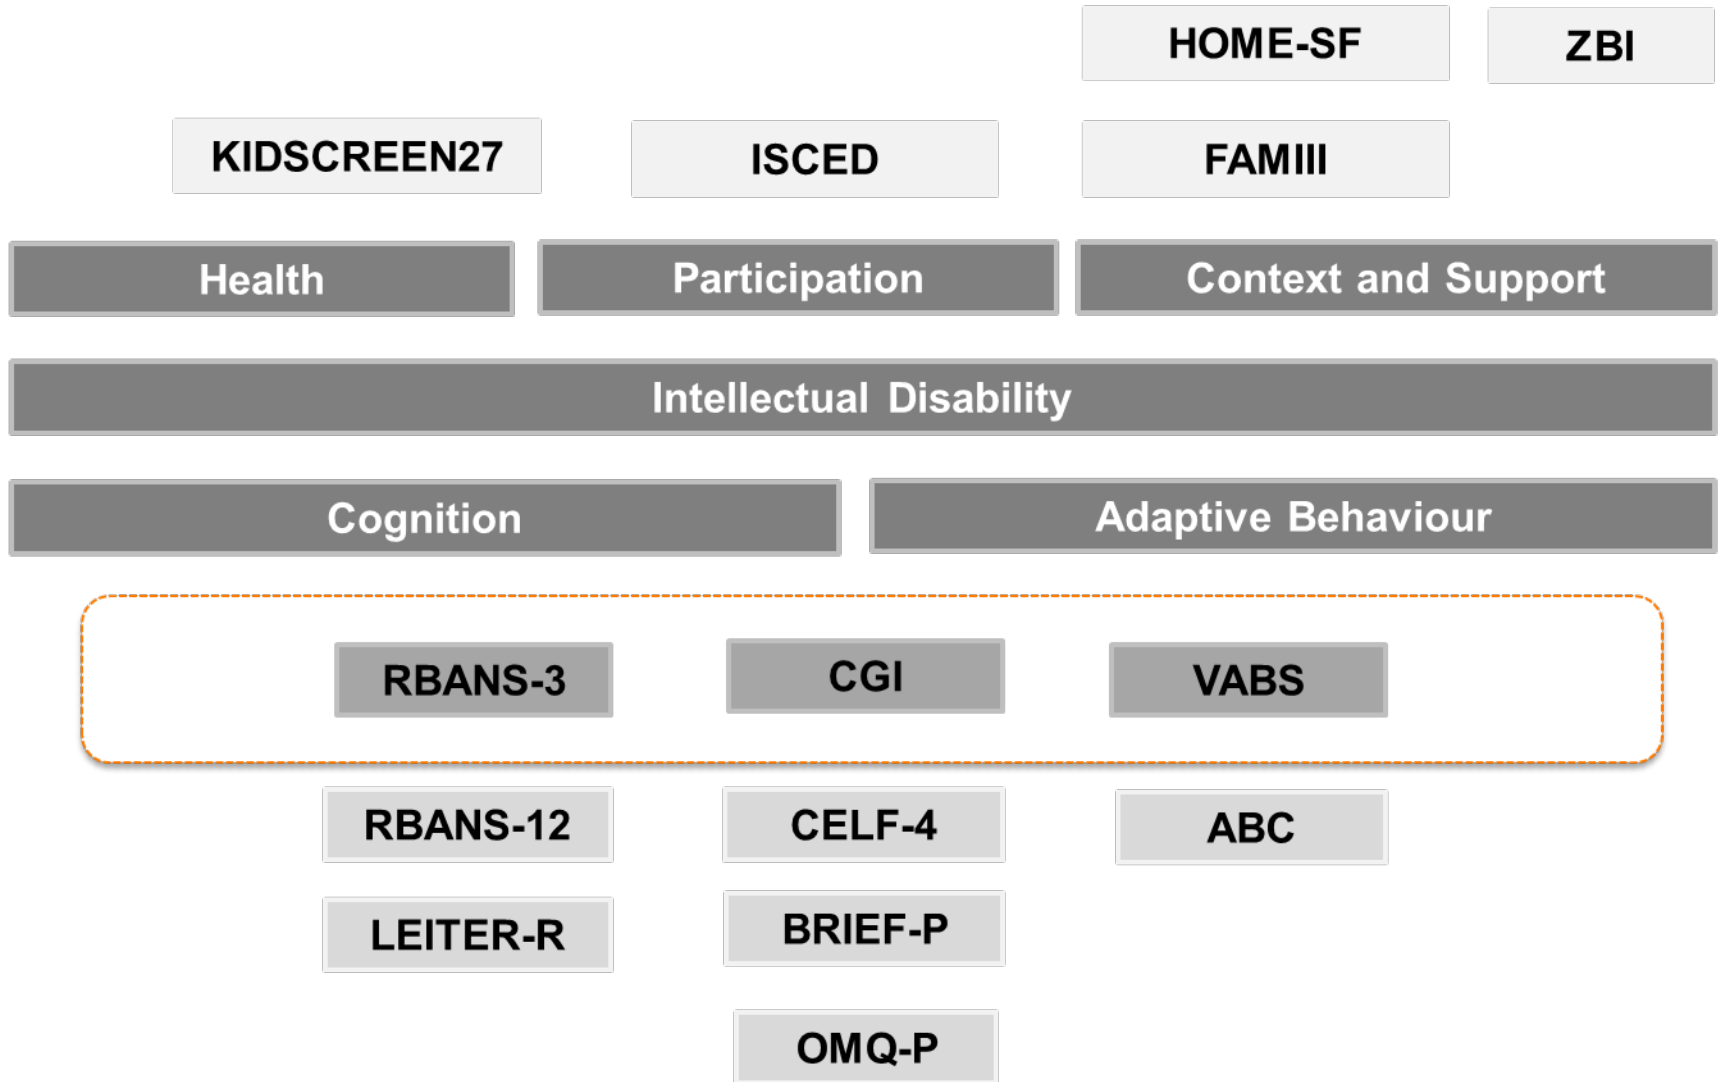 HOME-SF
ZBI
KIDSCREEN27
ISCED
FAMIII
Health
Participation
Context and Support
Intellectual Disability
Cognition
Adaptive Behaviour
RBANS-3
CGI
VABS
RBANS-12
CELF-4
ABC
LEITER-R
BRIEF-P
OMQ-P